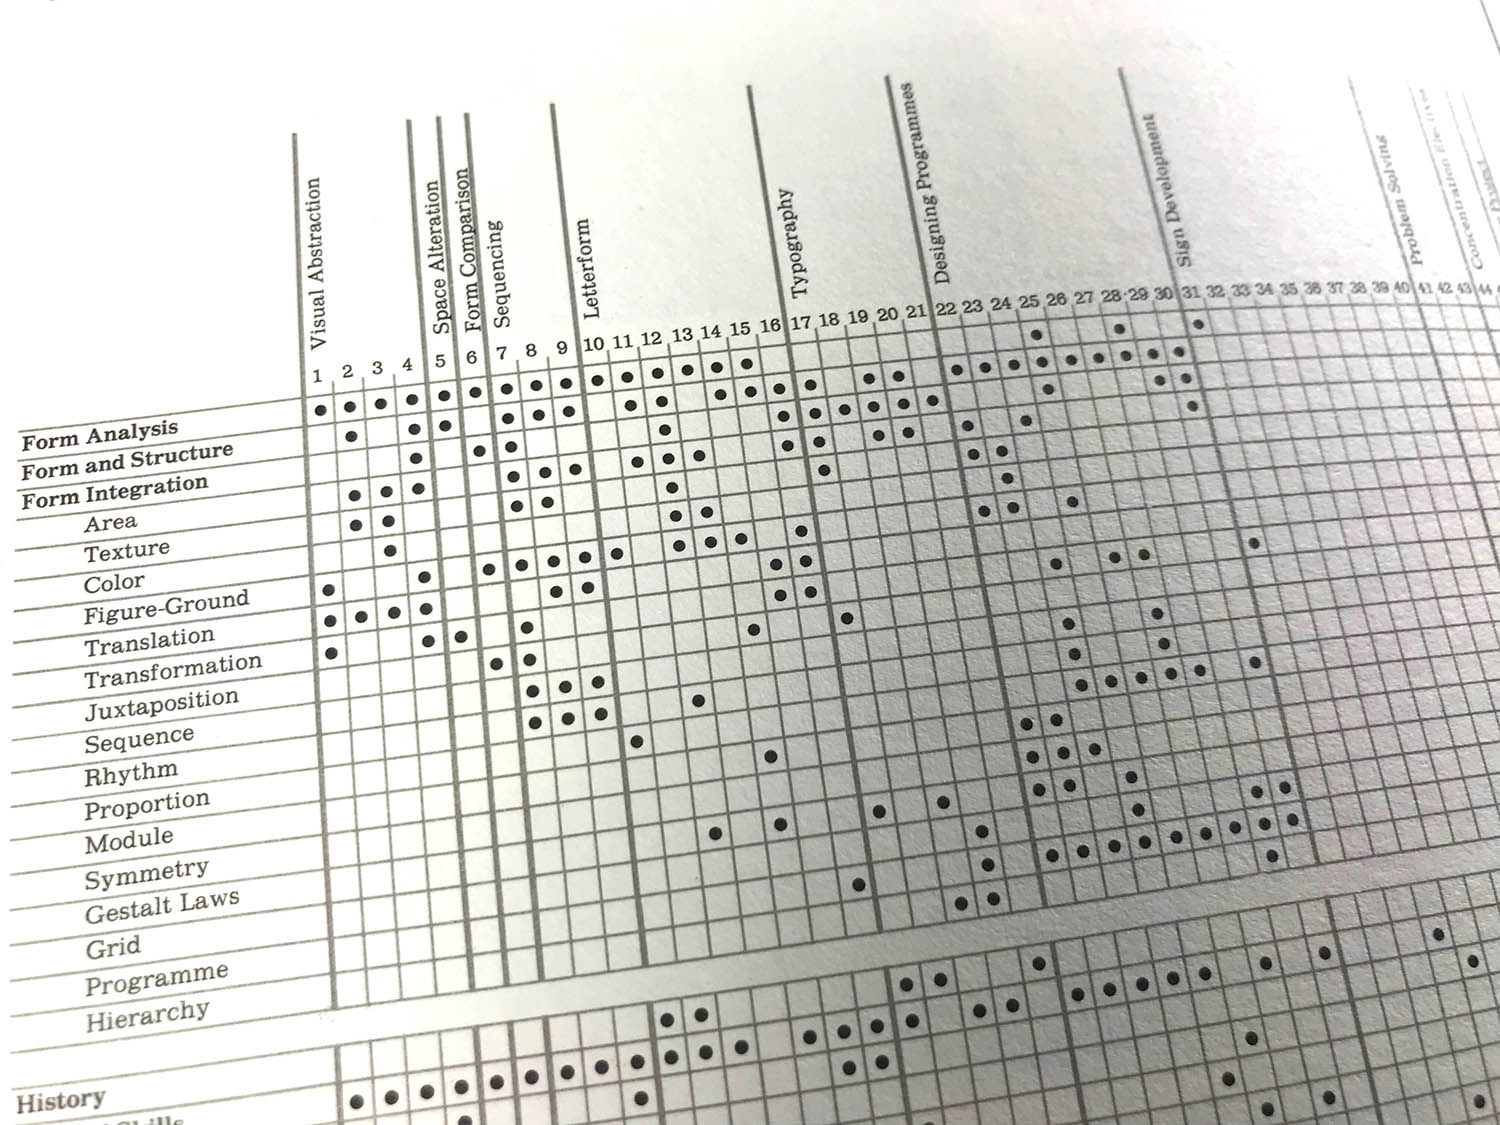 Visual Abstraction
Space Alteration
Form Comparison
Sequencing
Letterform
Typography
Designing Programmes
Sign Development
Problem Solving
Concentration Electives
Project
1 2 3 4 5 6 7 8 9 10 11 12 13 14 15 16 17 18 19 20 21 22 23 24 25 26 27 28 29 30 31 32 33 34 35 36 37 38 39 40 41 42 43 44
Form Analysis
Form and Structure
Form Integration
Area
Texture
Color
Figure-Ground
Translation
Transformation
Juxtaposition
Sequence
Rhythm
Proportion
Module
Symmetry
Gestalt Laws
Grid
Programme
Hierarchy
History
Skills